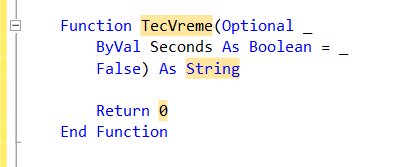 Function TecVreme(Optional _
ByVal Seconds As Boolean = _
False) As String
Return 0
End Function